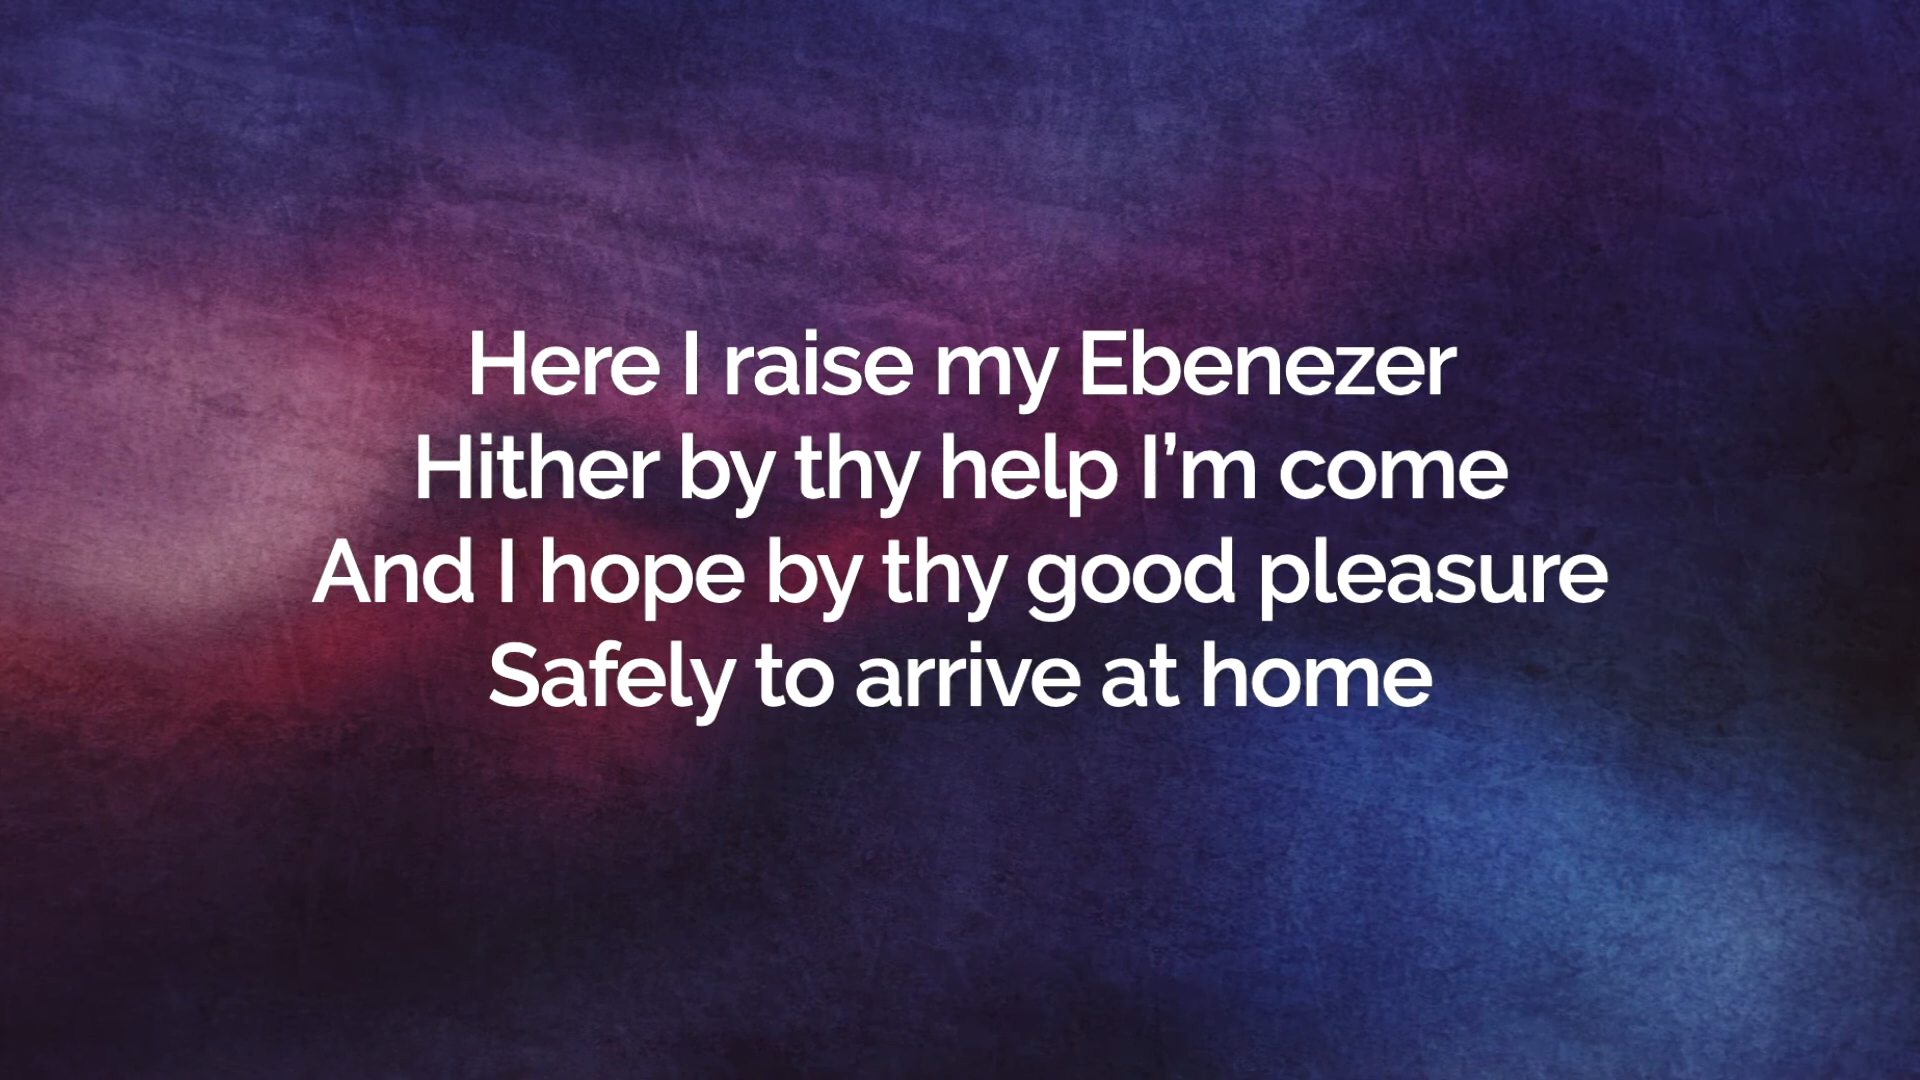 Here I raise my Ebenezer
Hither by thy help I’m come
And I hope by thy good pleasure
Safely to arrive at home